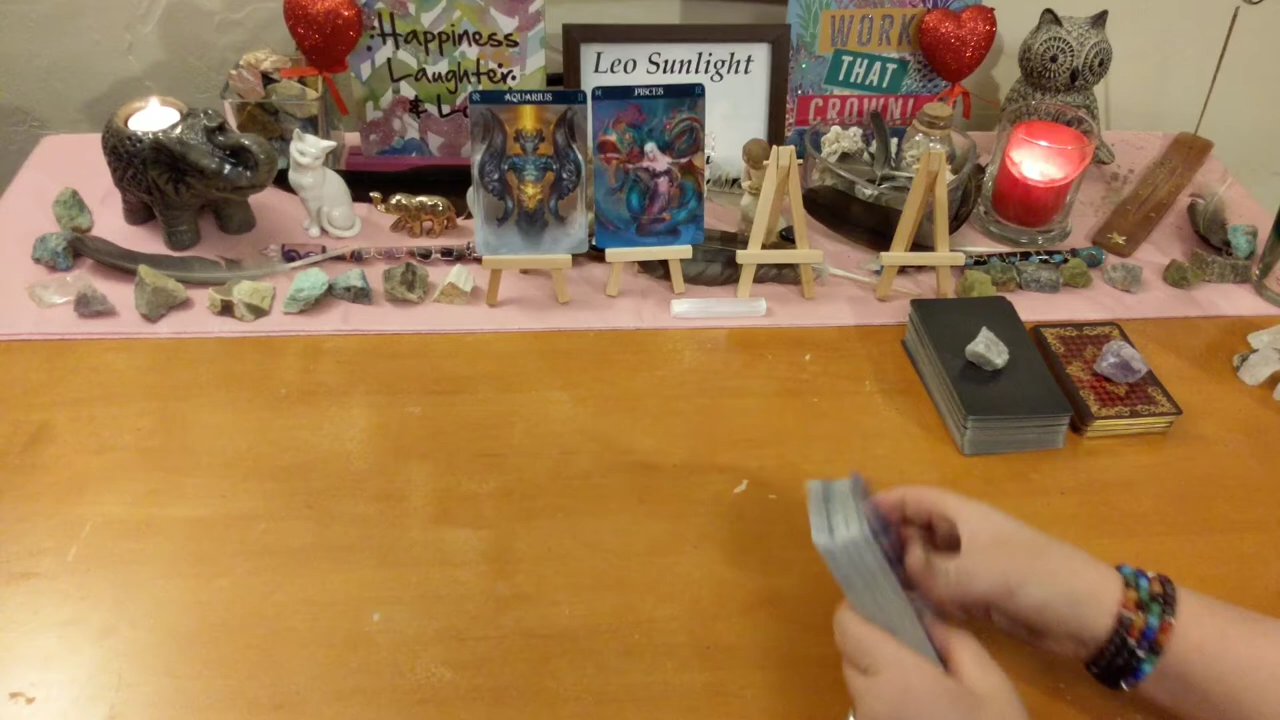 Happiness
Laughter
&
Leo Sunlight
WORK
THAT
CROWN!
AQUARIUS
PISCES